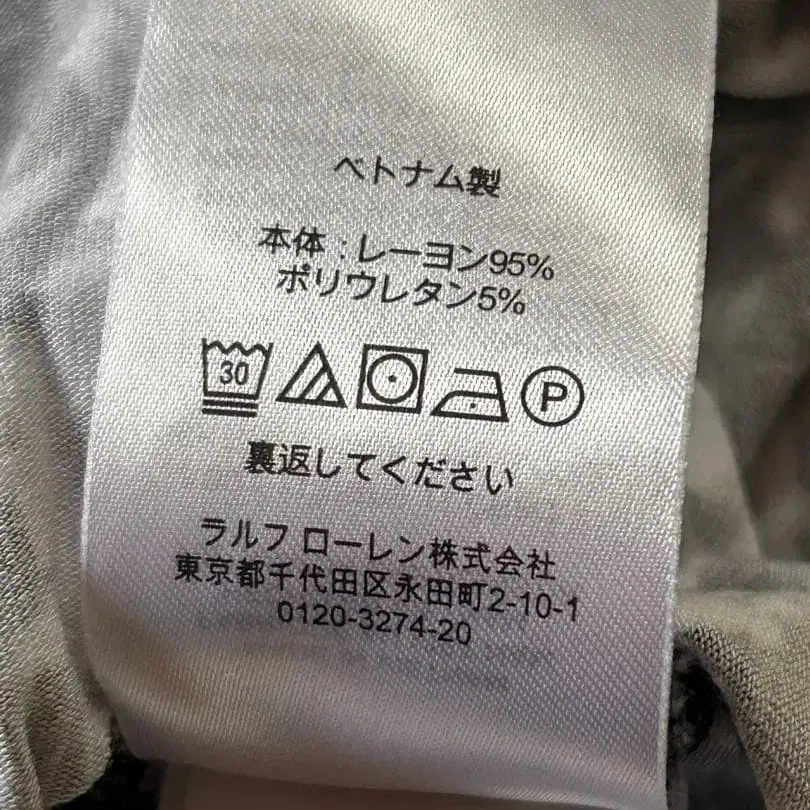 ベトナム製
本体：レーヨン95%
ポリウレタン5%
30 P
裏返してください
ラルフ ローレン株式会社
東京都千代田区永田町2-10-1
0120-3274-20